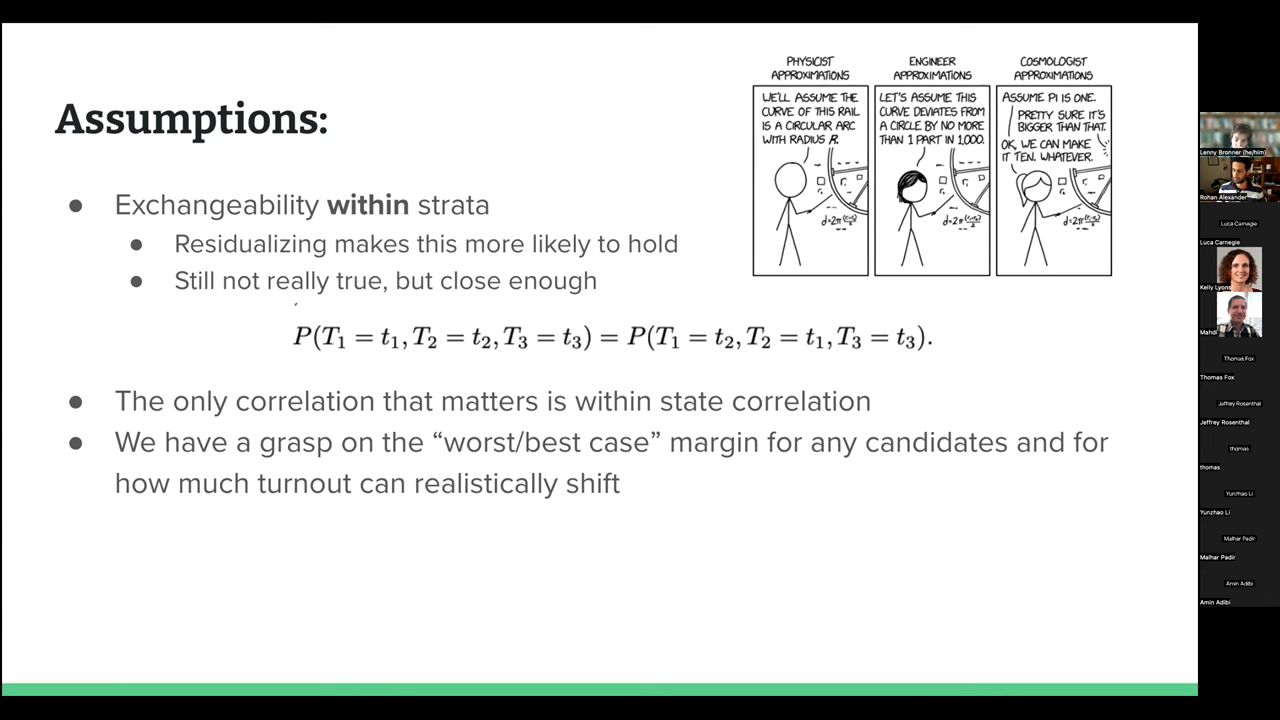 Assumptions:
PHYSICIST
APPROXIMATIONS
WE'LL ASSUME THE
CURVE OF THIS RAIL
IS A CIRCULAR ARC
WITH RADIUS R.
ENGINEER
APPROXIMATIONS
LET'S ASSUME THIS
CURVE DEVIATES FROM
A CIRCLE BY NO MORE
THAN 1 PART IN 1,000.
COSMOLOGIST
APPROXIMATIONS
ASSUME PI IS ONE.
PRETTY SURE IT'S
BIGGER THAN THAT.
OK, WE CAN MAKE
IT TEN. WHATEVER.
● Exchangeability within strata
● Residualizing makes this more likely to hold
● Still not really true, but close enough
P(T₁ = t₁, T₂ = t₂, T₃ = t₃) = P(T₁ = t₂, T₂ = t₁, T₃ = t₃).
● The only correlation that matters is within state correlation
● We have a grasp on the “worst/best case” margin for any candidates and for
how much turnout can realistically shift
Lenny Bronner (he/him)
Rohan Alexander
Luca Carnegie
Luca Carnegie
Kelly Lyons
Mahdi
Thomas Fox
Thomas Fox
Jeffrey Rosenthal
Jeffrey Rosenthal
thomas
thomas
Yunzhao Li
Yunzhao Li
Malhar Padir
Malhar Padir
Amin Adibi
Amin Adibi